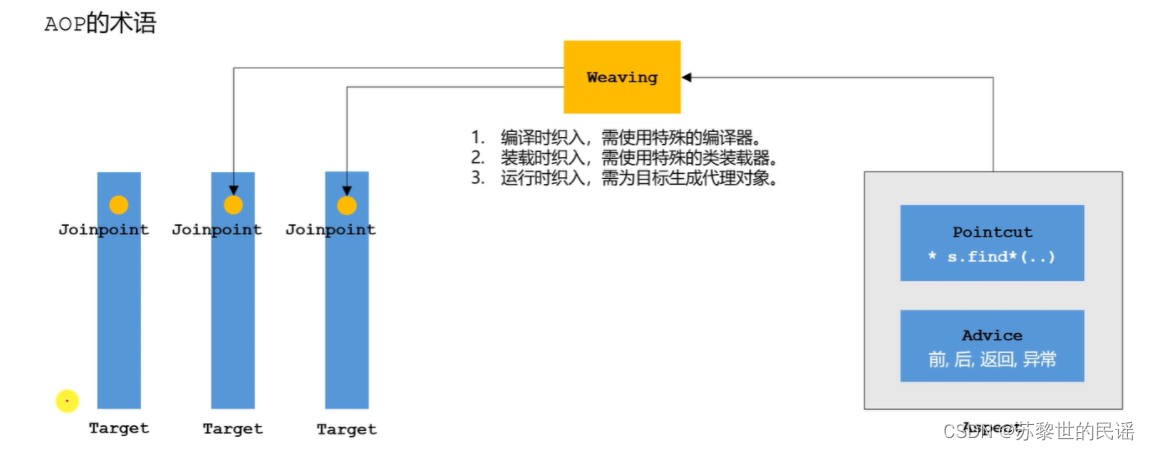 AOP的术语
Weaving
1. 编译时织入，需使用特殊的编译器。
2. 装载时织入，需使用特殊的类装载器。
3. 运行时织入，需为目标生成代理对象。
Joinpoint Joinpoint Joinpoint
Pointcut
* s.find*(..)
Advice
前, 后, 返回, 异常
Target Target Target
Aspect
CSDN @苏黎世的民谣